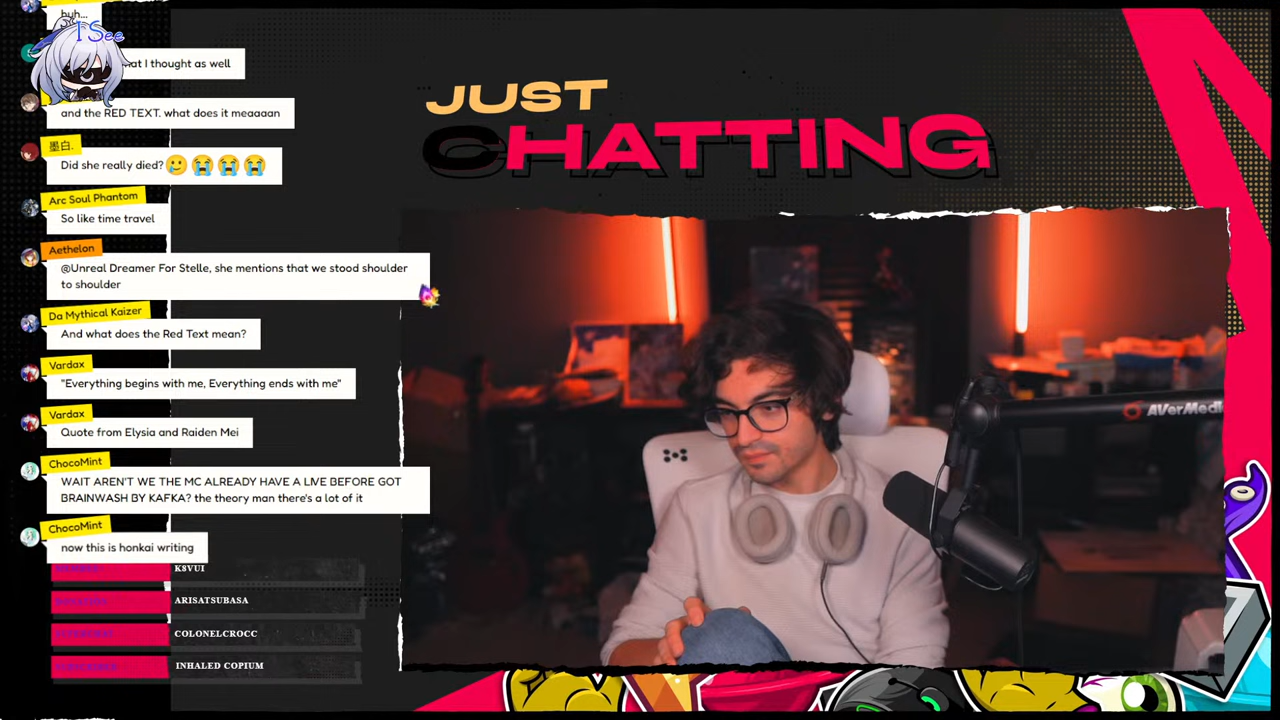 huh...
I See
at I thought as well
and the RED TEXT. what does it meaaaan
墨白.
Did she really died?🥲😭😭😭
Arc Soul Phantom
So like time travel
Aethelon
@Unreal Dreamer For Stelle, she mentions that we stood shoulder
to shoulder
Da Mythical Kaizer
And what does the Red Text mean?
Vardax
"Everything begins with me, Everything ends with me"
Vardax
Quote from Elysia and Raiden Mei
ChocoMint
WAIT AREN'T WE THE MC ALREADY HAVE A LIVE BEFORE GOT
BRAINWASH BY KAFKA? the theory man there's a lot of it
ChocoMint
now this is honkai writing
K8VUI
ARISATSUBASA
COLONELCROCC
INHALED COPIUM
JUST
CHATTING
AVerMedi